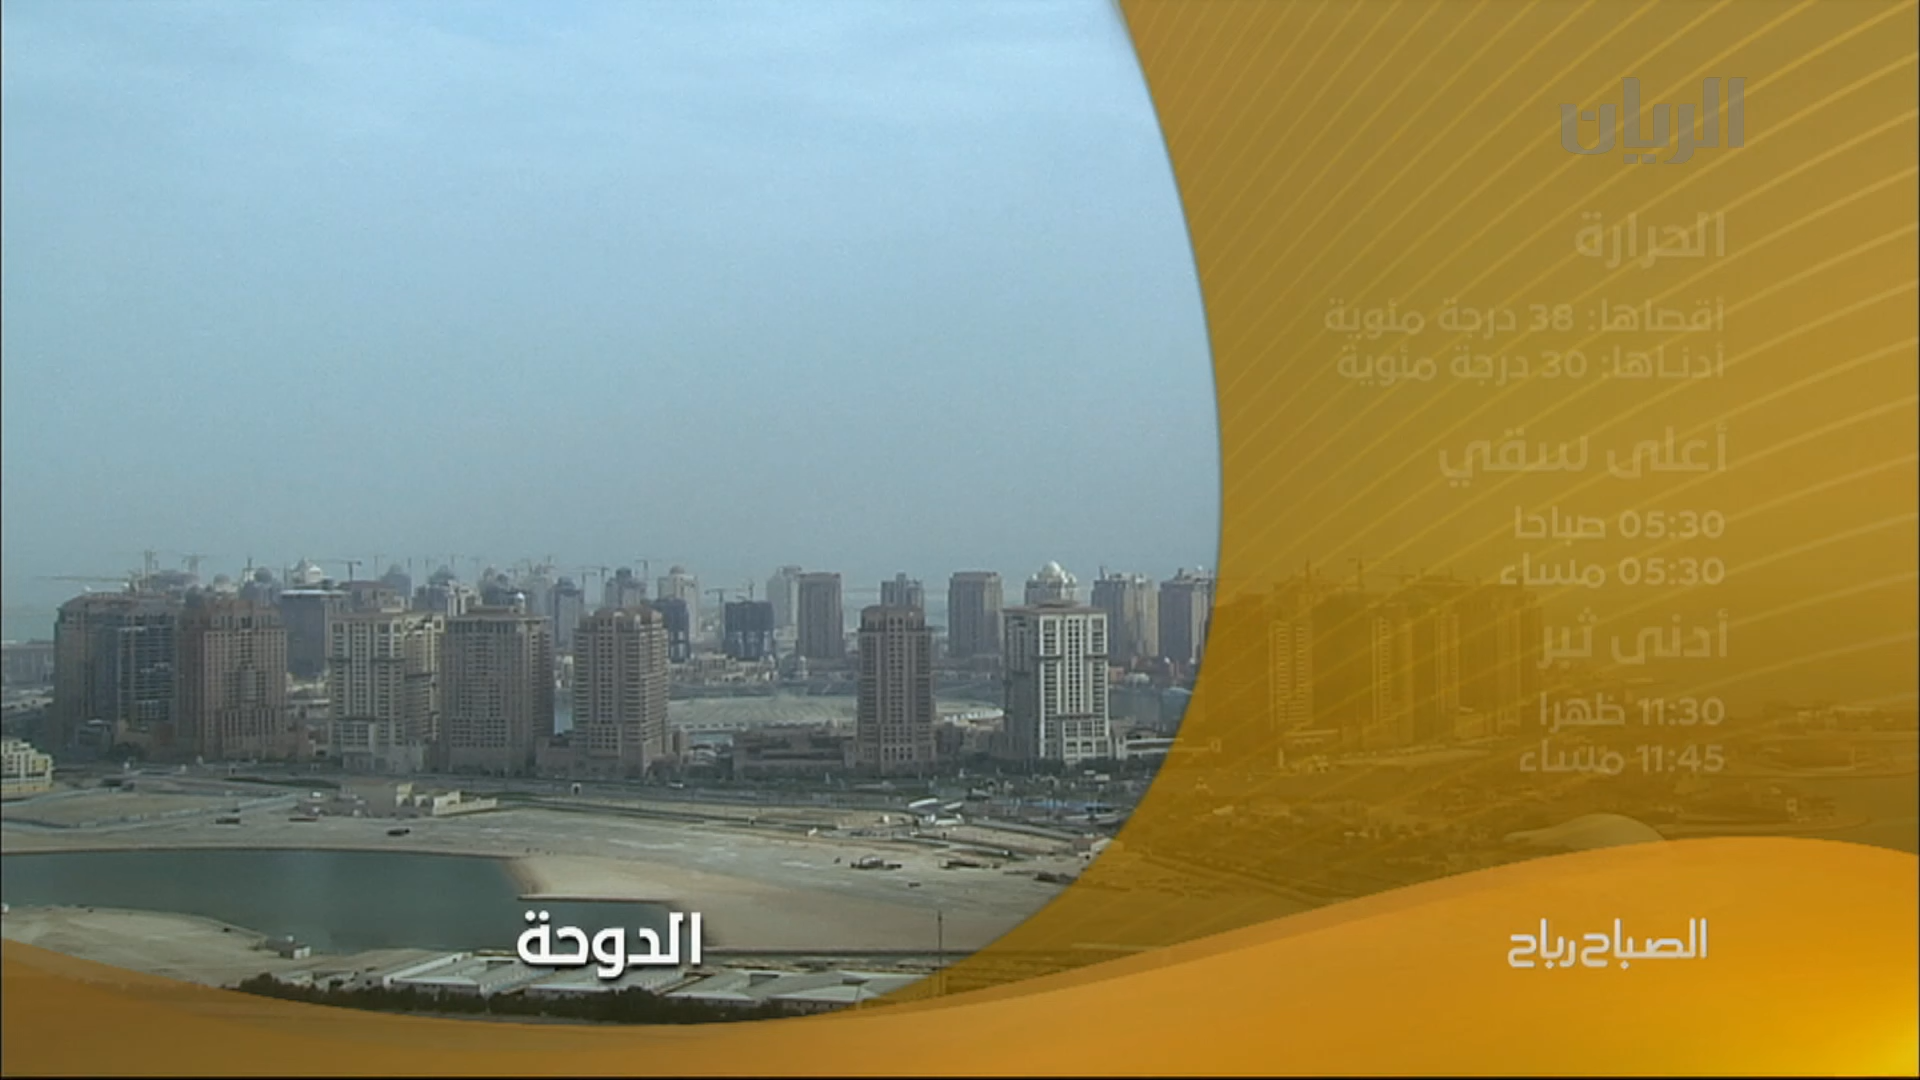 الريان
الحرارة
أقصاها: 38 درجة مئوية
أدناها: 30 درجة مئوية
أعلى سقي
05:30 صباحا
05:30 مساء
أدنى ثبر
11:30 ظهرا
11:45 مساء
الدوحة
الصباح رباح